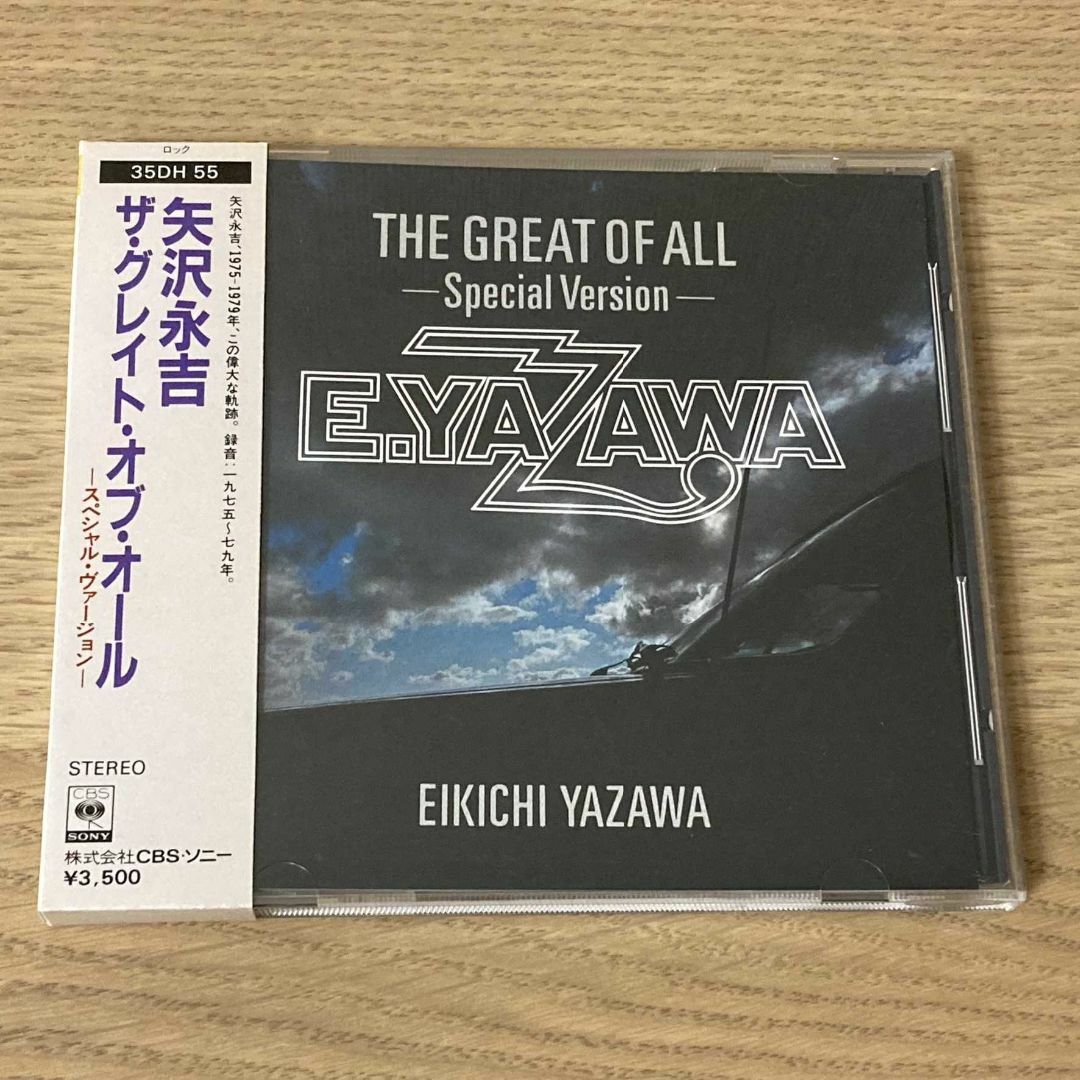 ロック
35DH 55
矢沢永吉
ザ・グレイト・オブ・オール
―スペシャル・ヴァージョン―
矢沢永吉、1975-1979年、この偉大な軌跡。録音:一九七五〜七九年。
STEREO
CBS
SONY
株式会社CBS・ソニー
¥3,500
THE GREAT OF ALL
—Special Version—
E.YAZAWA
EIKICHI YAZAWA